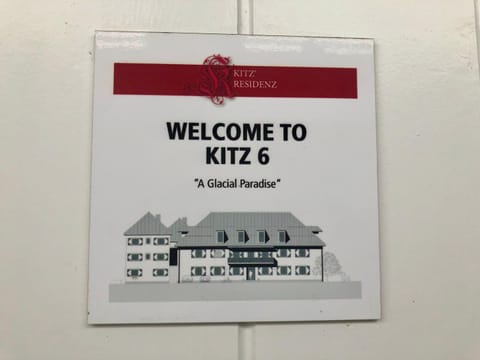 KITZ'
RESIDENZ
WELCOME TO
KITZ 6
"A Glacial Paradise"